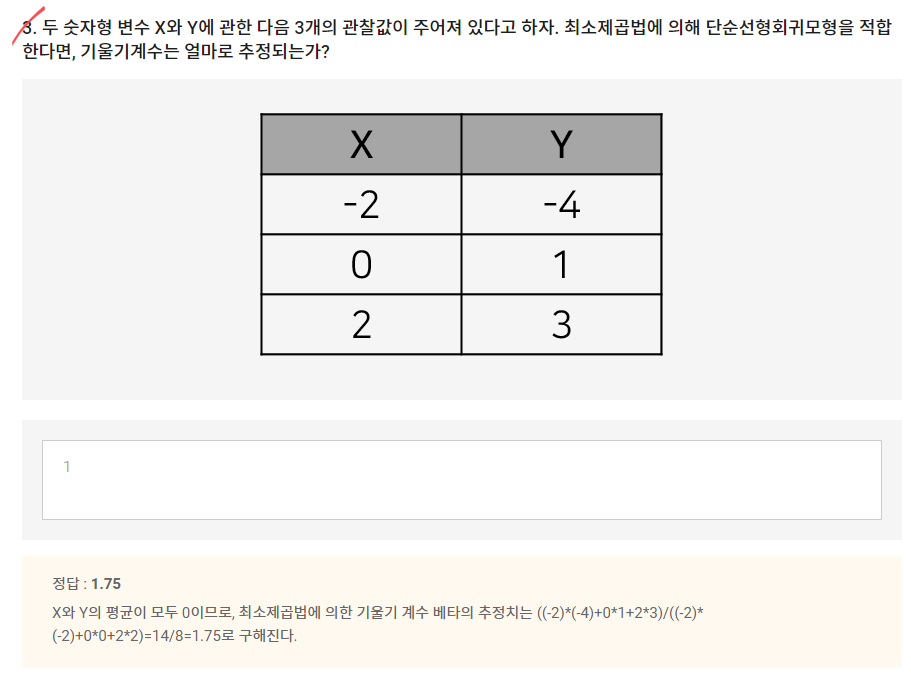 3. 두 숫자형 변수 X와 Y에 관한 다음 3개의 관찰값이 주어져 있다고 하자. 최소제곱법에 의해 단순선형회귀모형을 적합
한다면, 기울기계수는 얼마로 추정되는가?
X Y
-2 -4
0 1
2 3
1
정답 : 1.75
X와 Y의 평균이 모두 0이므로, 최소제곱법에 의한 기울기 계수 베타의 추정치는 ((-2)*(-4)+0*1+2*3)/((-2)*
(-2)+0*0+2*2)=14/8=1.75로 구해진다.